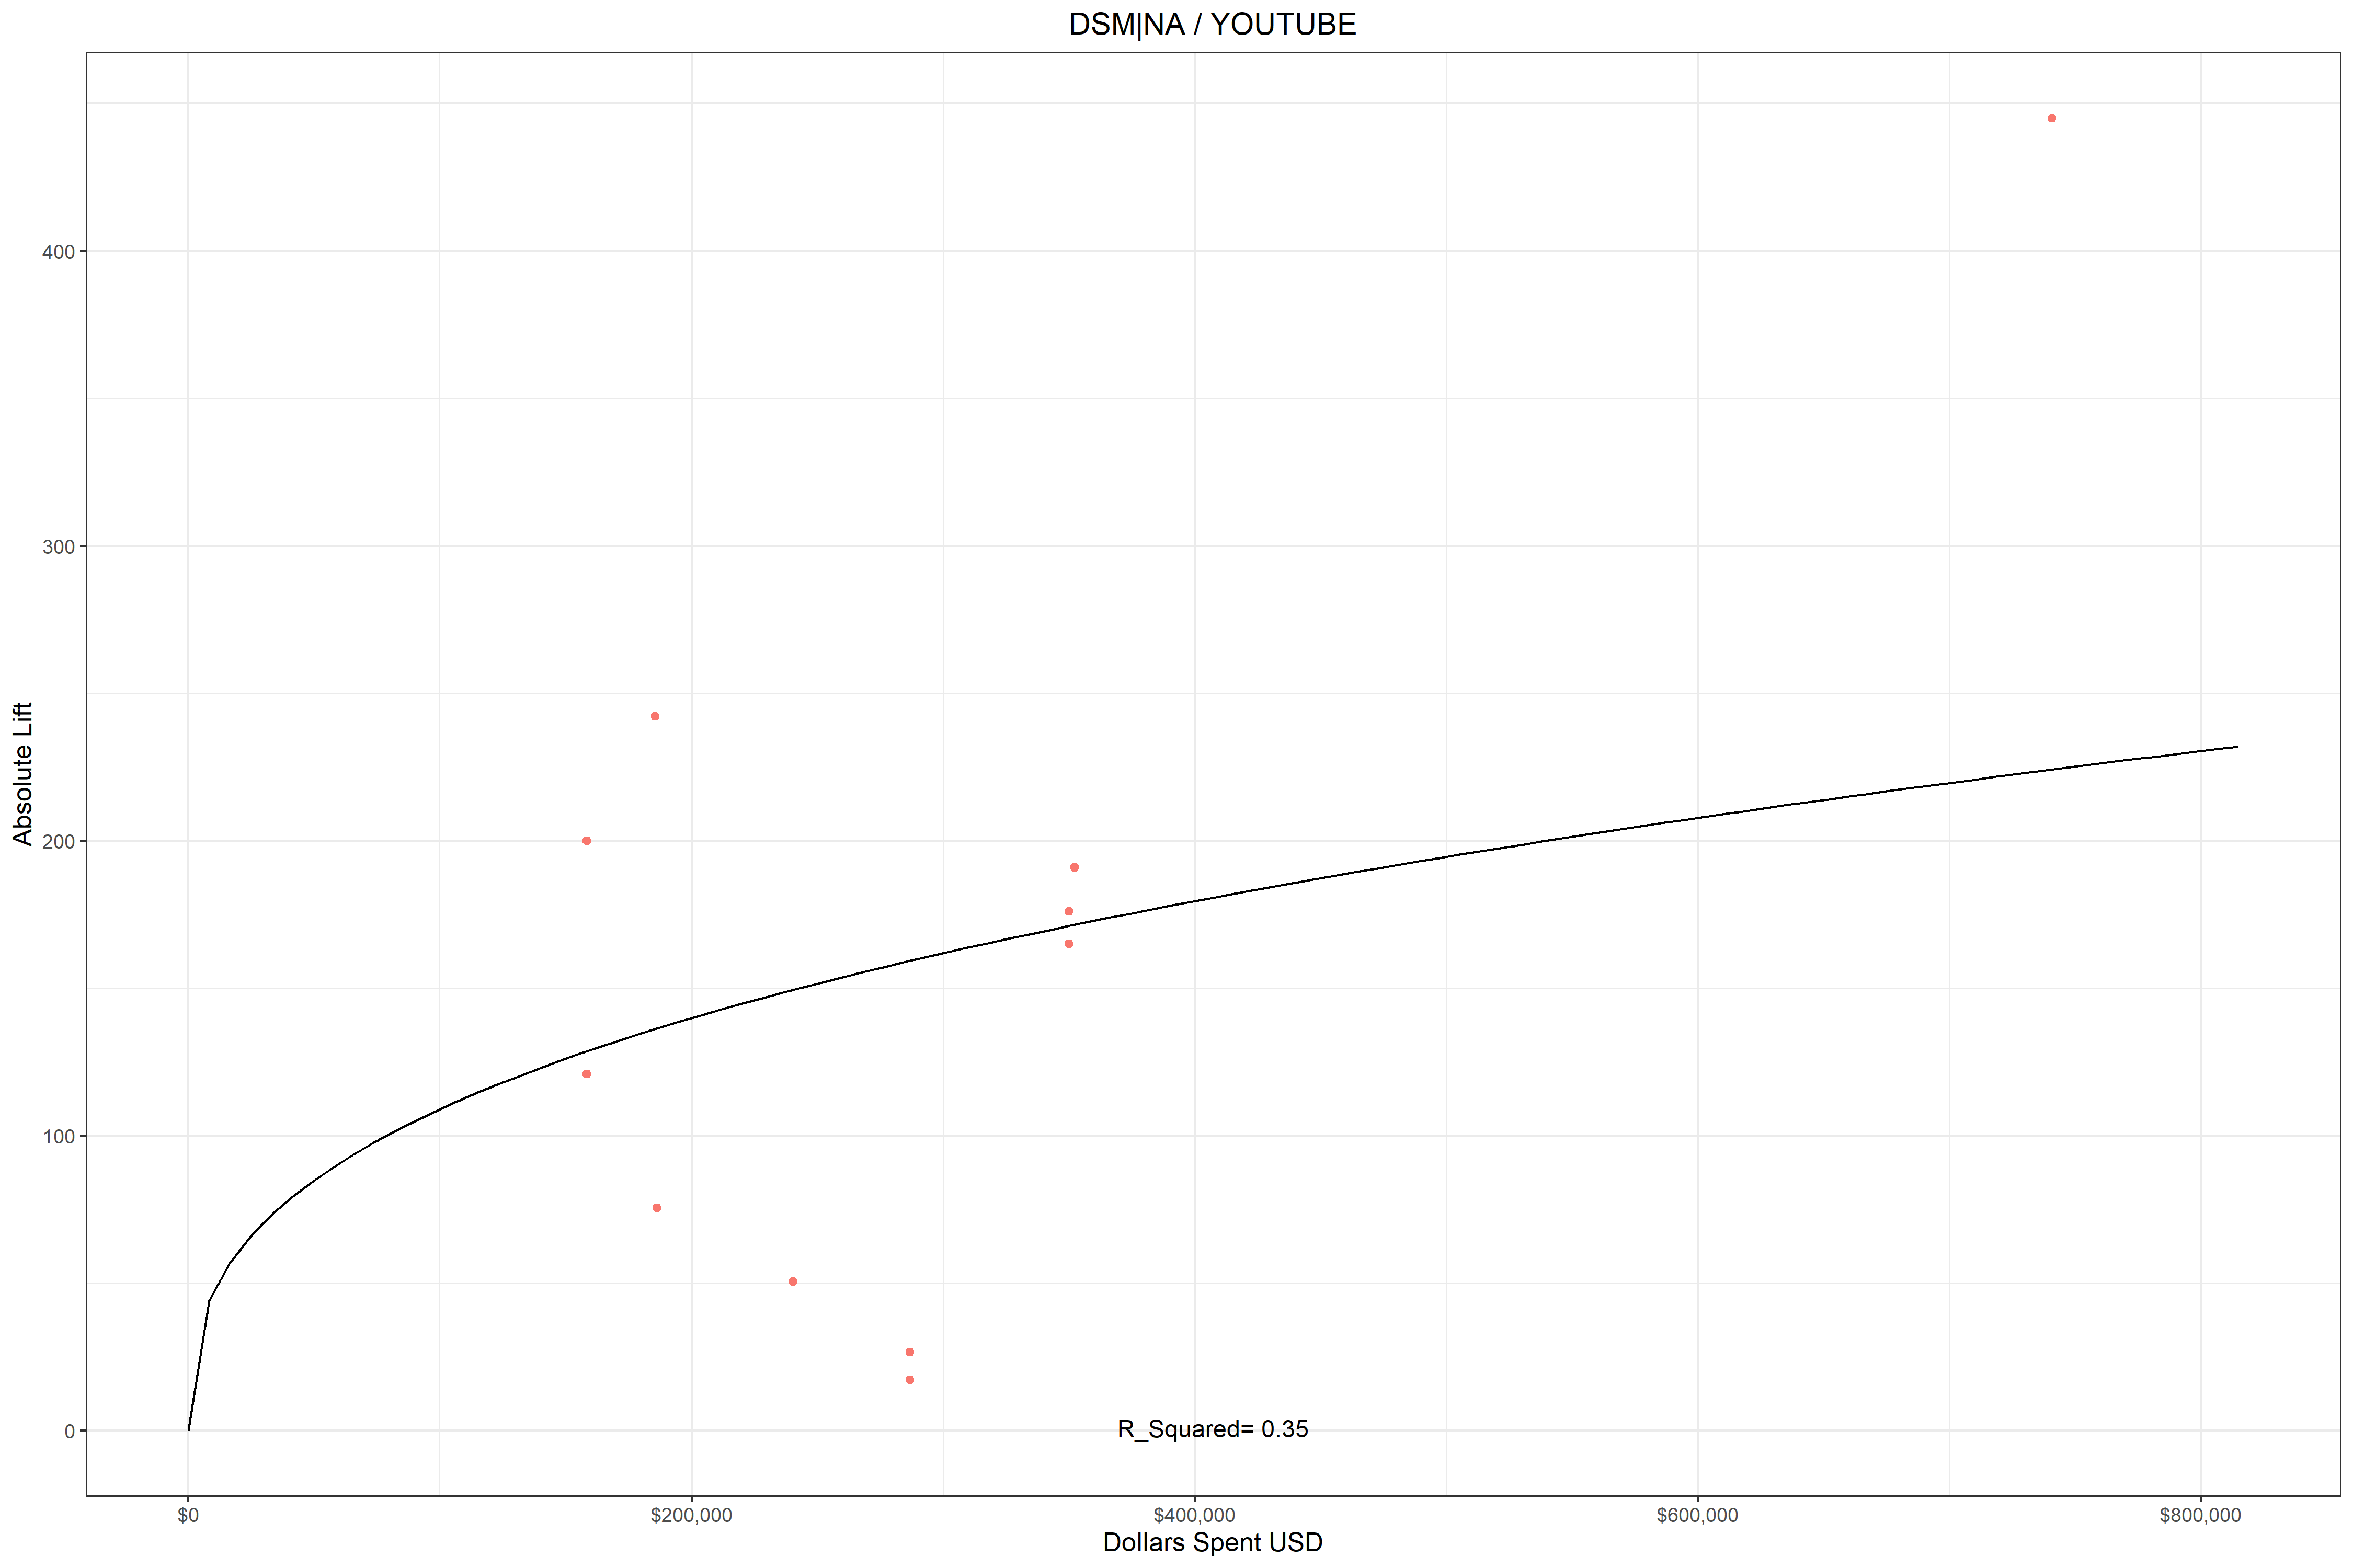 DSM|NA / YOUTUBE
Absolute Lift
400
300
200
100
0
R_Squared= 0.35
$0
$200,000
$400,000
$600,000
$800,000
Dollars Spent USD